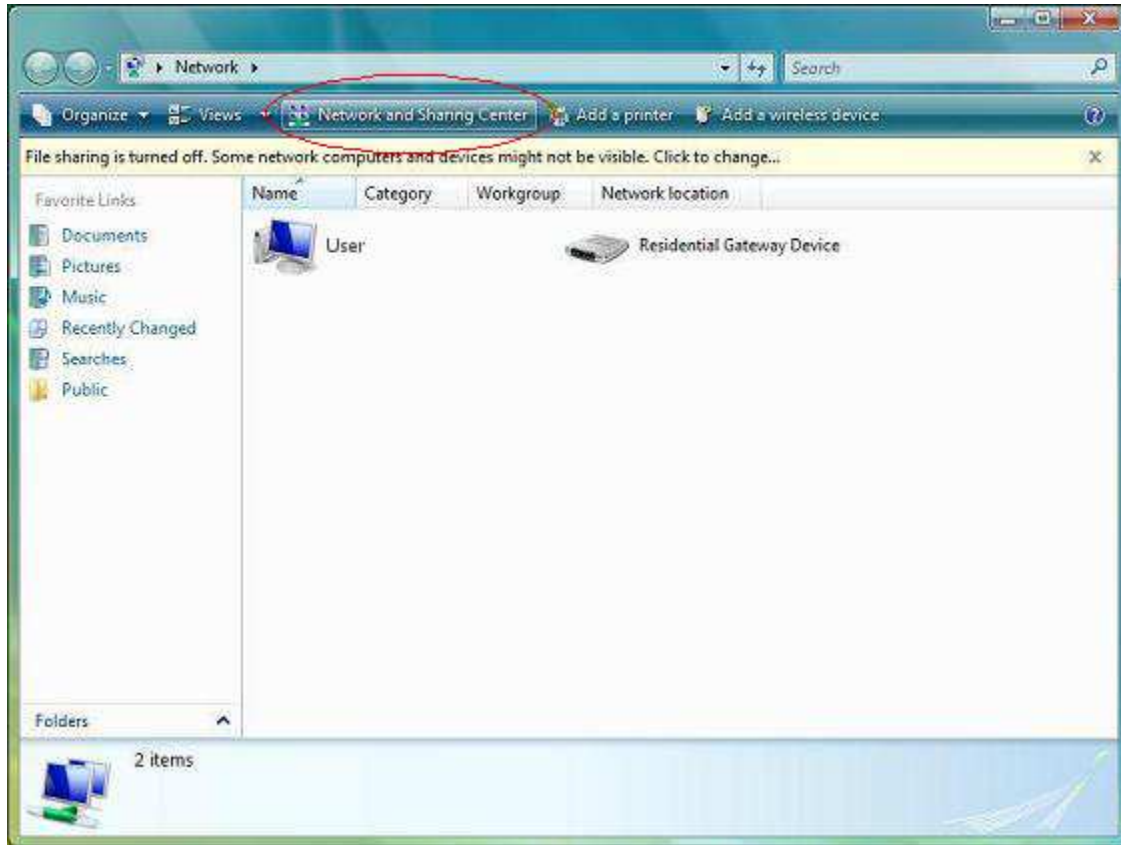 Network
Search
Organize Views Network and Sharing Center Add a printer Add a wireless device
File sharing is turned off. Some network computers and devices might not be visible. Click to change...
Favorite Links
Name Category Workgroup Network location
Documents
User
Residential Gateway Device
Pictures
Music
Recently Changed
Searches
Public
Folders
2 items